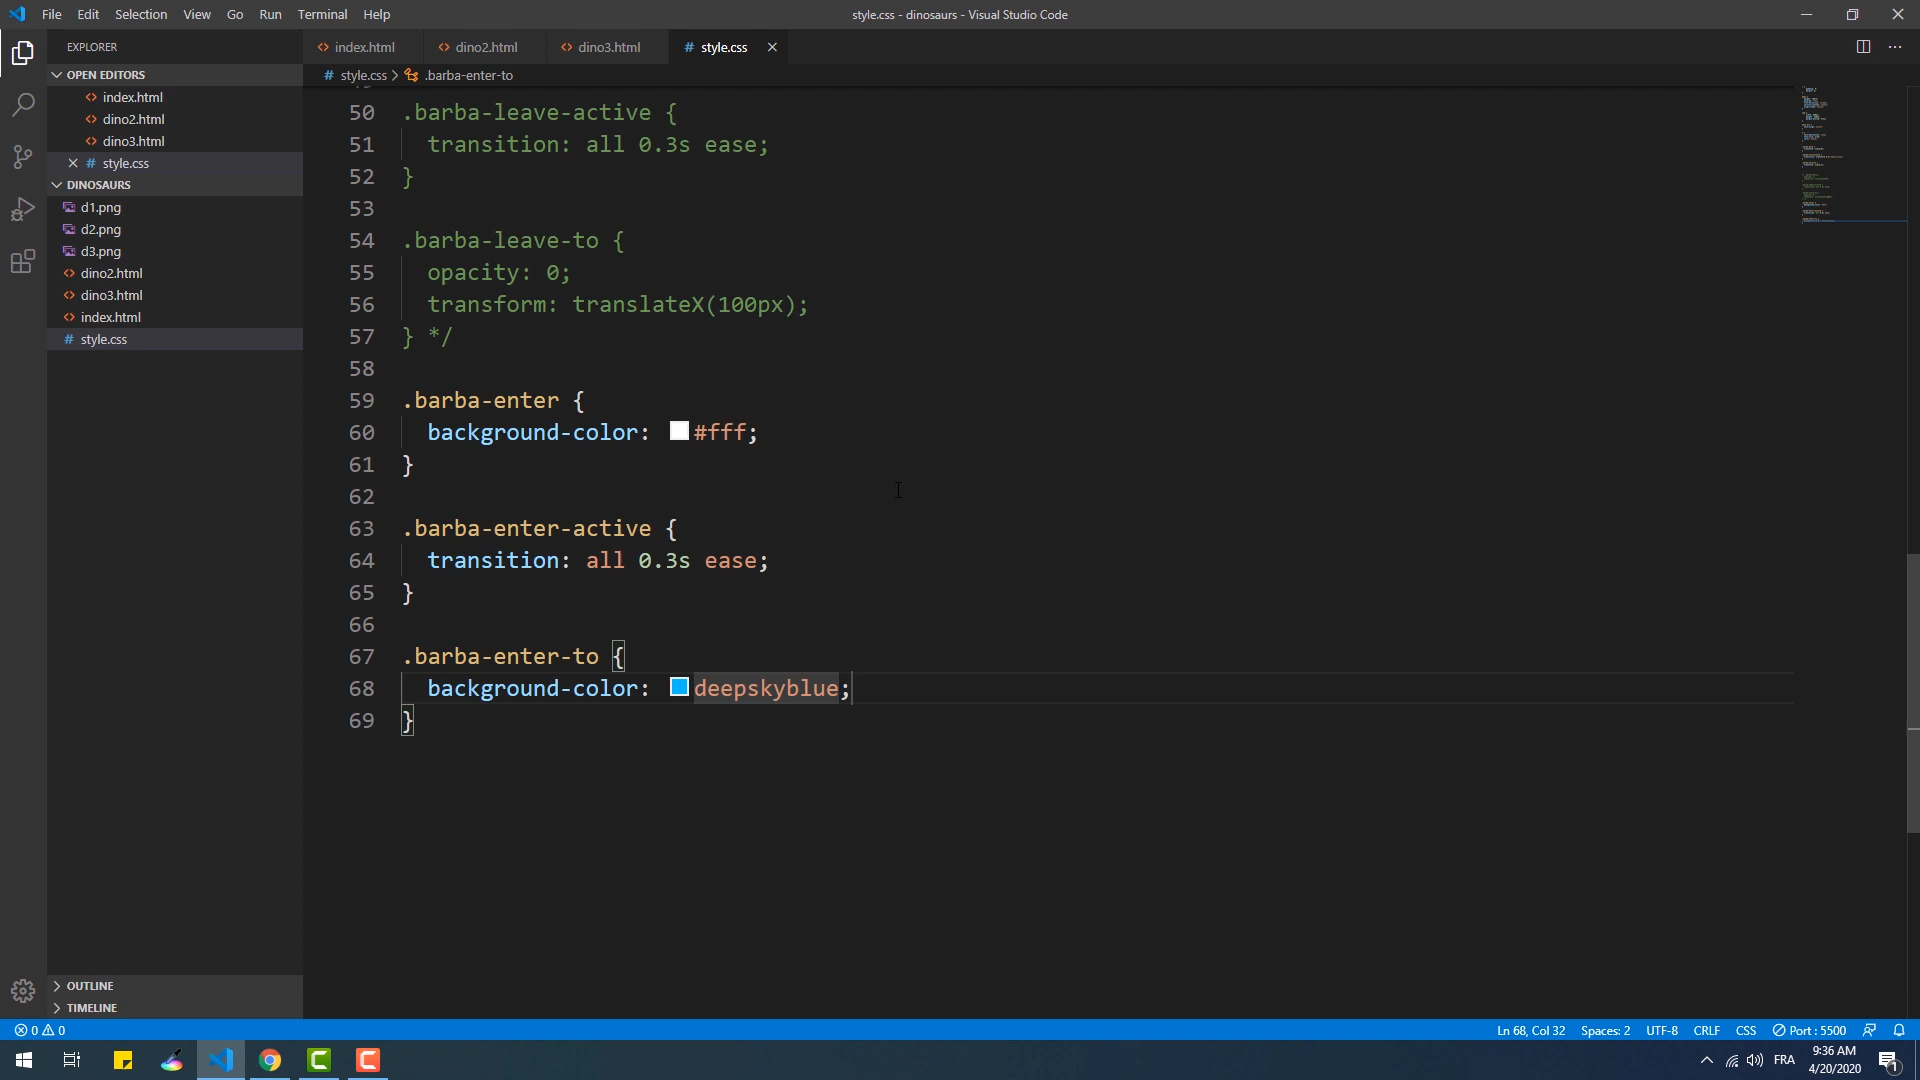 File Edit Selection View Go Run Terminal Help
style.css - dinosaurs - Visual Studio Code
EXPLORER
OPEN EDITORS
index.html
dino2.html
dino3.html
style.css
DINOSAURS
d1.png
d2.png
d3.png
dino2.html
dino3.html
index.html
style.css
OUTLINE
TIMELINE
index.html dino2.html dino3.html # style.css
# style.css > .barba-enter-to
50 .barba-leave-active {
51 transition: all 0.3s ease;
52 }
53
54 .barba-leave-to {
55 opacity: 0;
56 transform: translateX(100px);
57 } */
58
59 .barba-enter {
60 background-color: #fff;
61 }
62
63 .barba-enter-active {
64 transition: all 0.3s ease;
65 }
66
67 .barba-enter-to {
68 background-color: deepskyblue;
69 }
0 0
Ln 68, Col 32 Spaces: 2 UTF-8 CRLF CSS Port : 5500
FRA
9:36 AM
4/20/2020
1